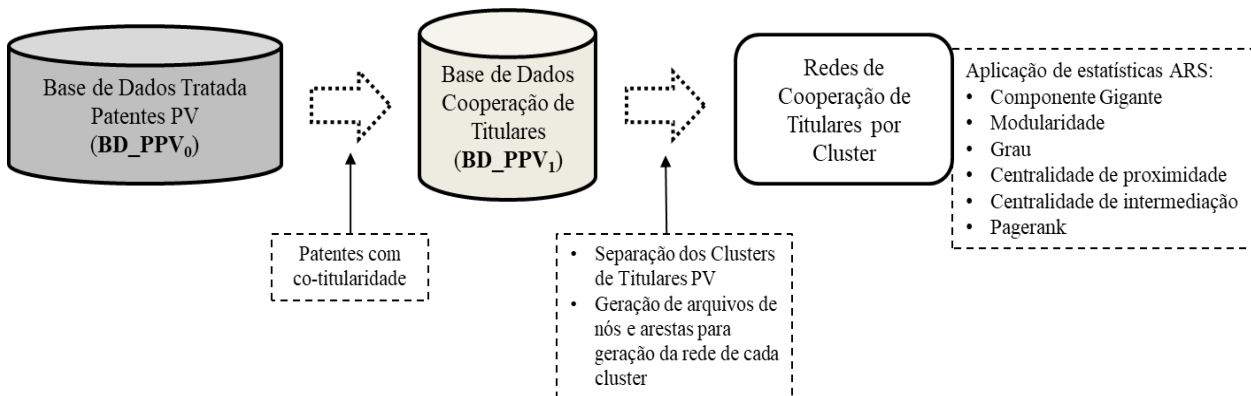 Base de Dados Tratada
Patentes PV
(BD_PPV₀)
Base de Dados
Cooperação de
Titulares
(BD_PPV₁)
Redes de
Cooperação de
Titulares por
Cluster
Aplicação de estatísticas ARS:
• Componente Gigante
• Modularidade
• Grau
• Centralidade de proximidade
• Centralidade de intermediação
• Pagerank
Patentes com
co-titularidade
• Separação dos Clusters
de Titulares PV
• Geração de arquivos de
nós e arestas para
geração da rede de cada
cluster